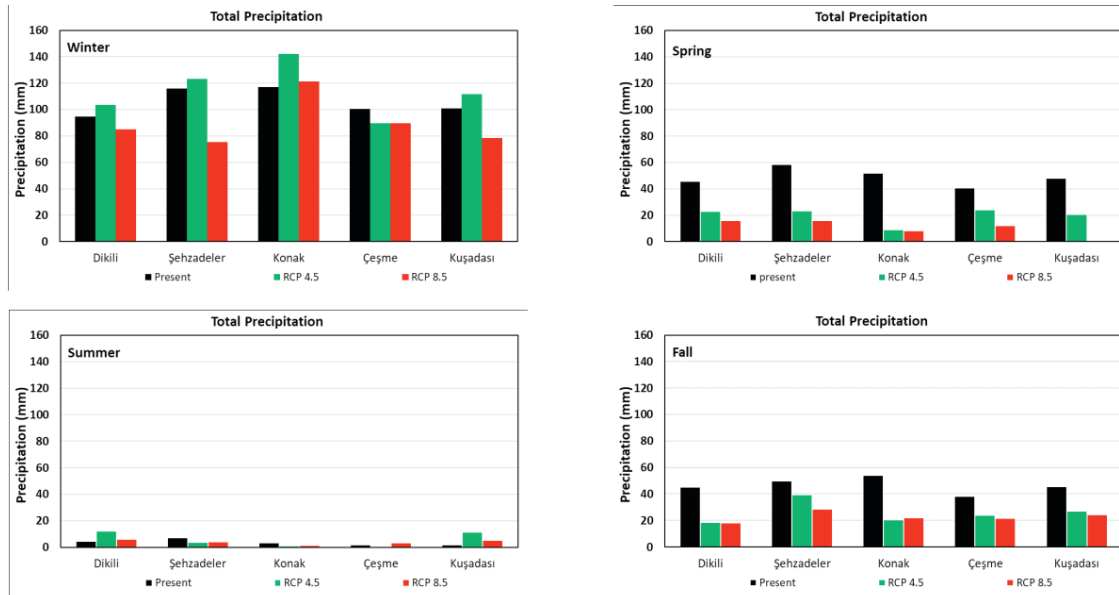 Total Precipitation
Winter
Precipitation (mm)
160
140
120
100
80
60
40
20
0
Dikili Şehzadeler Konak Çeşme Kuşadası
Present RCP 4.5 RCP 8.5
Total Precipitation
Spring
Precipitation (mm)
160
140
120
100
80
60
40
20
0
Dikili Şehzadeler Konak Çeşme Kuşadası
present RCP 4.5 RCP 8.5
Total Precipitation
Summer
Precipitation (mm)
160
140
120
100
80
60
40
20
0
Dikili Şehzadeler Konak Çeşme Kuşadası
Present RCP 4.5 RCP 8.5
Total Precipitation
Fall
Precipitation (mm)
160
140
120
100
80
60
40
20
0
Dikili Şehzadeler Konak Çeşme Kuşadası
Present RCP 4.5 RCP 8.5